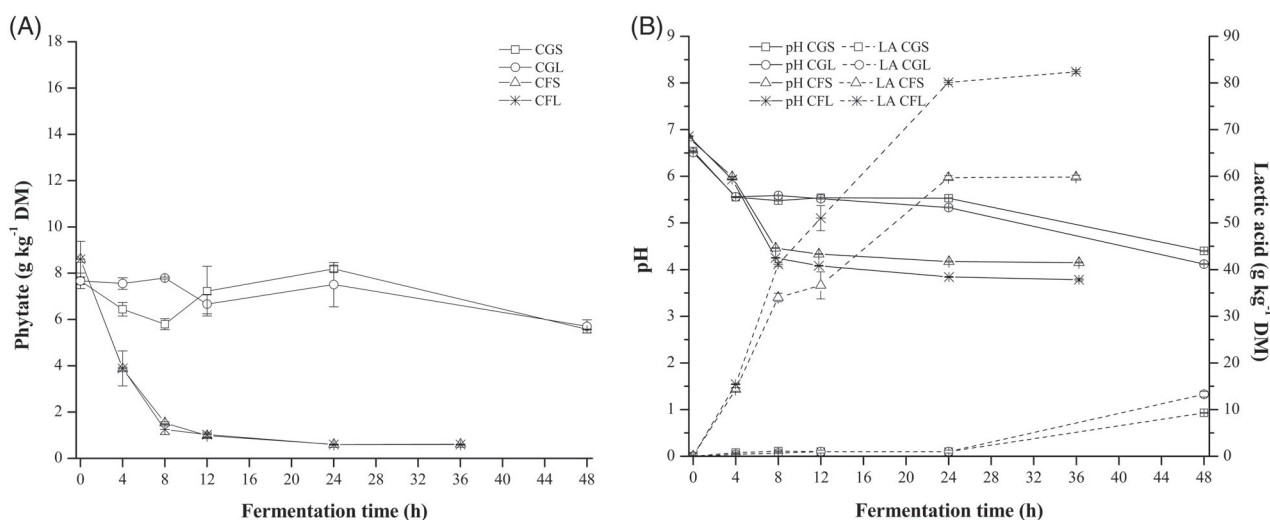 (A)
18
16
14
12
10
8
6
4
2
0
Phytate (g kg⁻¹ DM)
CGS
CGL
CFS
CFL
0 4 8 12 16 20 24 28 32 36 40 44 48
Fermentation time (h)
(B)
9
8
7
6
5
4
3
2
1
0
pH
pH CGS LA CGS
pH CGL LA CGL
pH CFS LA CFS
pH CFL LA CFL
90
80
70
60
50
40
30
20
10
0
Lactic acid (g kg⁻¹ DM)
0 4 8 12 16 20 24 28 32 36 40 44 48
Fermentation time (h)